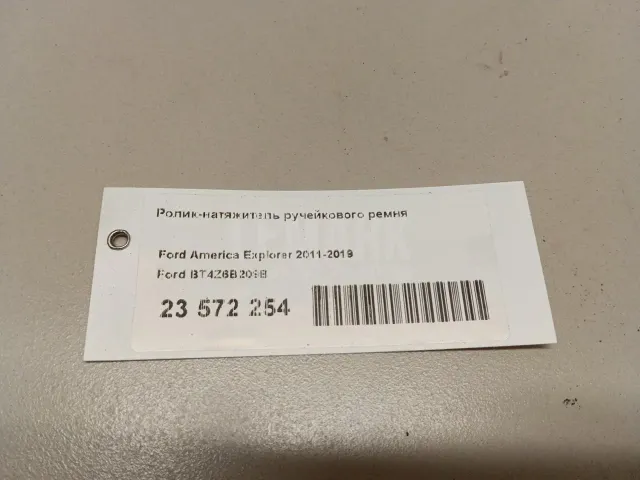 Ролик-натяжитель ручейкового ремня
Ford America Explorer 2011-2019
Ford BT4Z6B209B
23 572 254